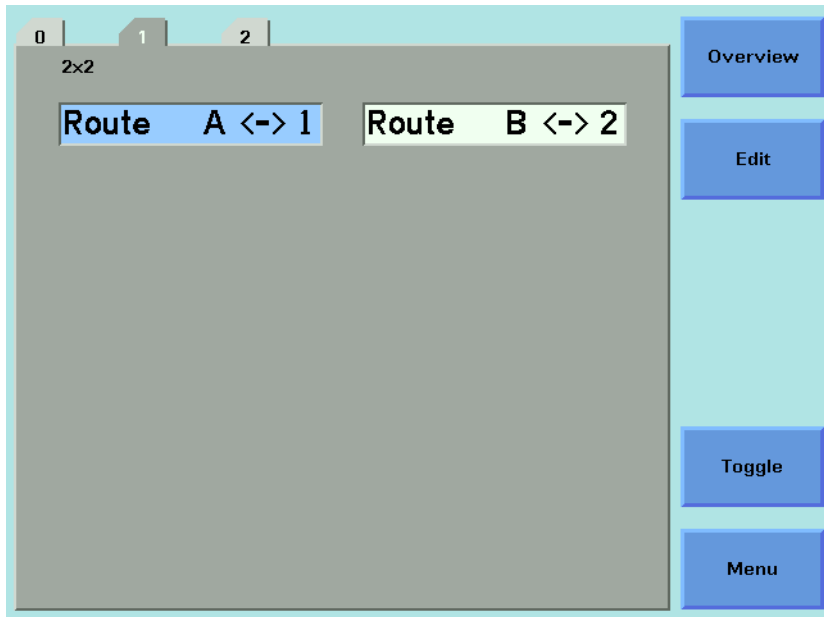 0 1 2
Overview
2x2
Route A <-> 1 Route B <-> 2
Edit
Toggle
Menu